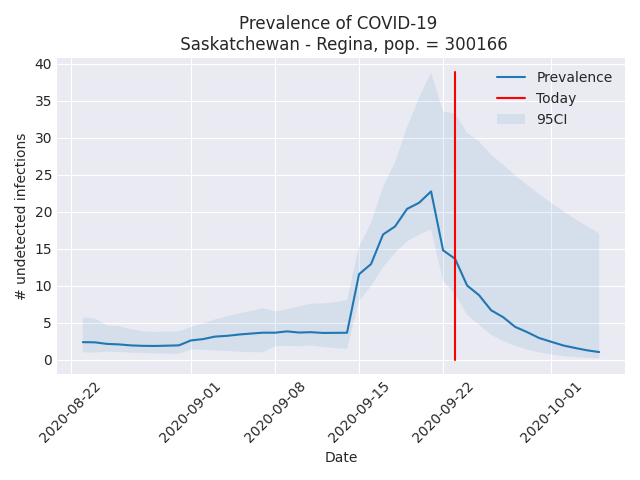 Prevalence of COVID-19
Saskatchewan - Regina, pop. = 300166
# undetected infections
40
35
30
25
20
15
10
5
0
Prevalence
Today
95CI
2020-08-22
2020-09-01
2020-09-08
2020-09-15
2020-09-22
2020-10-01
Date